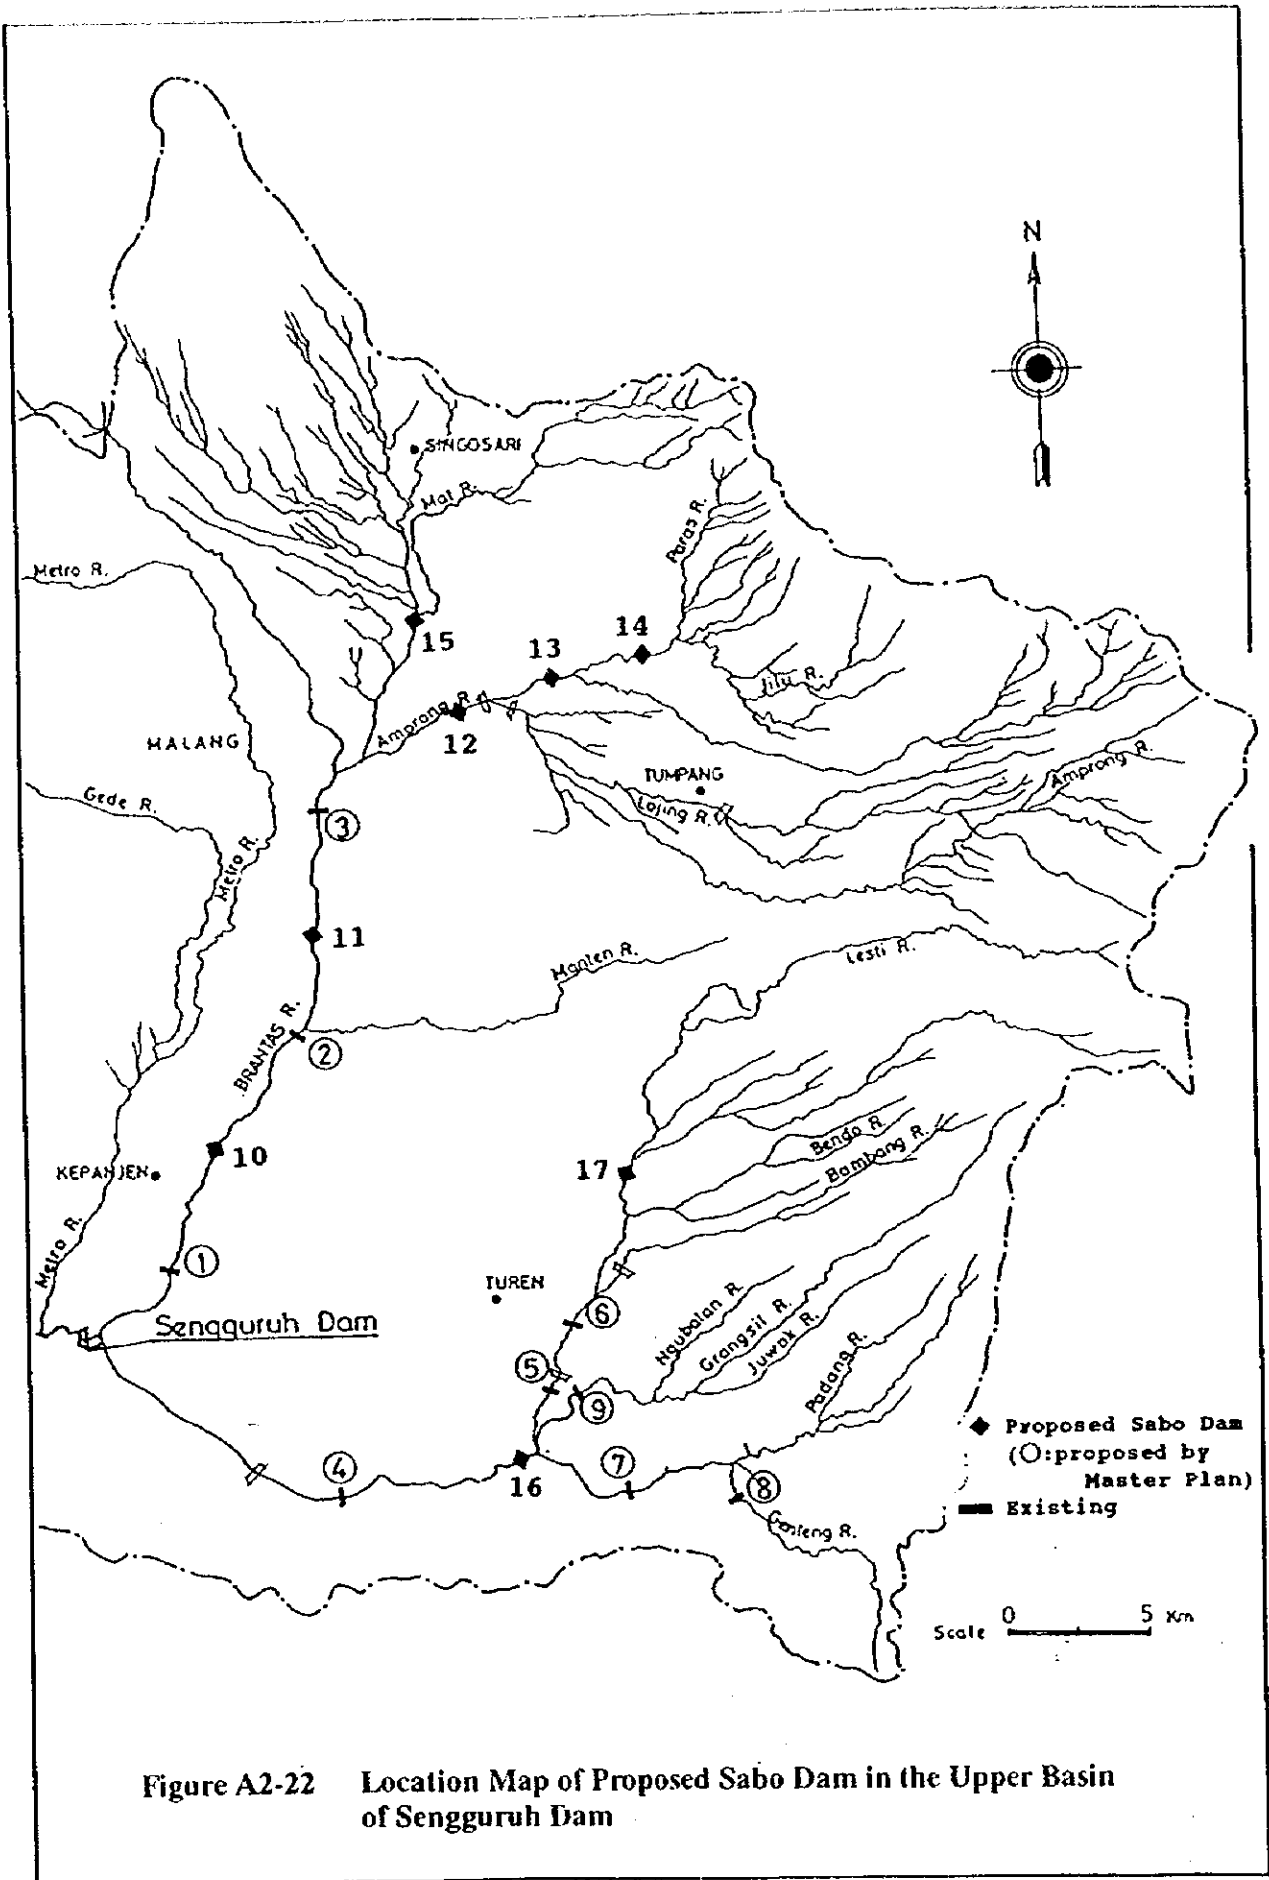 N
SINGOSARI
Mal R.
Paras R.
Metro R.
15
14
13
Jilu R.
Amprong R.
12
MALANG
TUMPANG
Amprong R.
Gede R.
Lojing R.
③
Metro R.
11
Manten R.
Lesti R.
BRANTAS R.
②
Bendo R.
Bambang R.
10
17
KEPANJEN
Metro R.
①
TUREN
Ngubalan R.
Grangsil R.
Juwok R.
Padang R.
⑥
Sengguruh Dam
⑤
⑨
④
16
⑦
⑧
Genteng R.
Proposed Sabo Dam
(O:proposed by
Master Plan)
Existing
Scale 0 5 Km
Figure A2-22 Location Map of Proposed Sabo Dam in the Upper Basin
of Sengguruh Dam